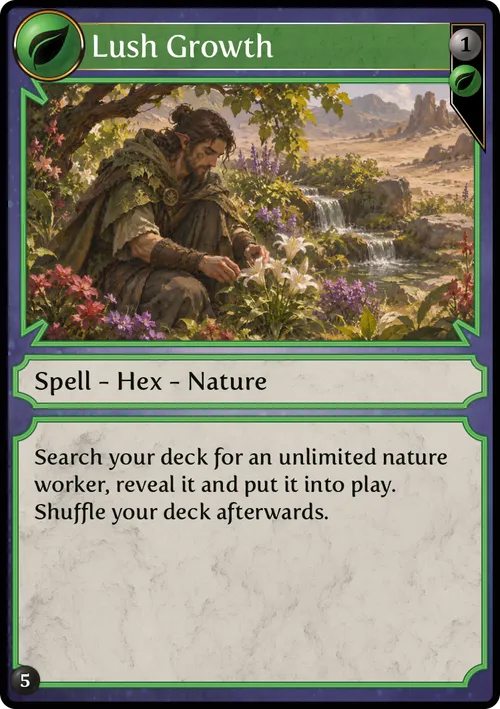 Lush Growth
1
Spell - Hex - Nature
Search your deck for an unlimited nature
worker, reveal it and put it into play.
Shuffle your deck afterwards.
5